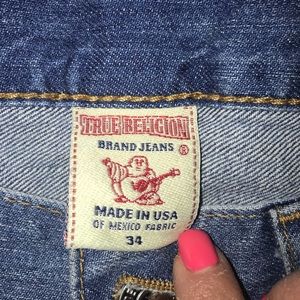 TRUE RELIGION
BRAND JEANS ®
MADE IN USA
OF MEXICO FABRIC
34